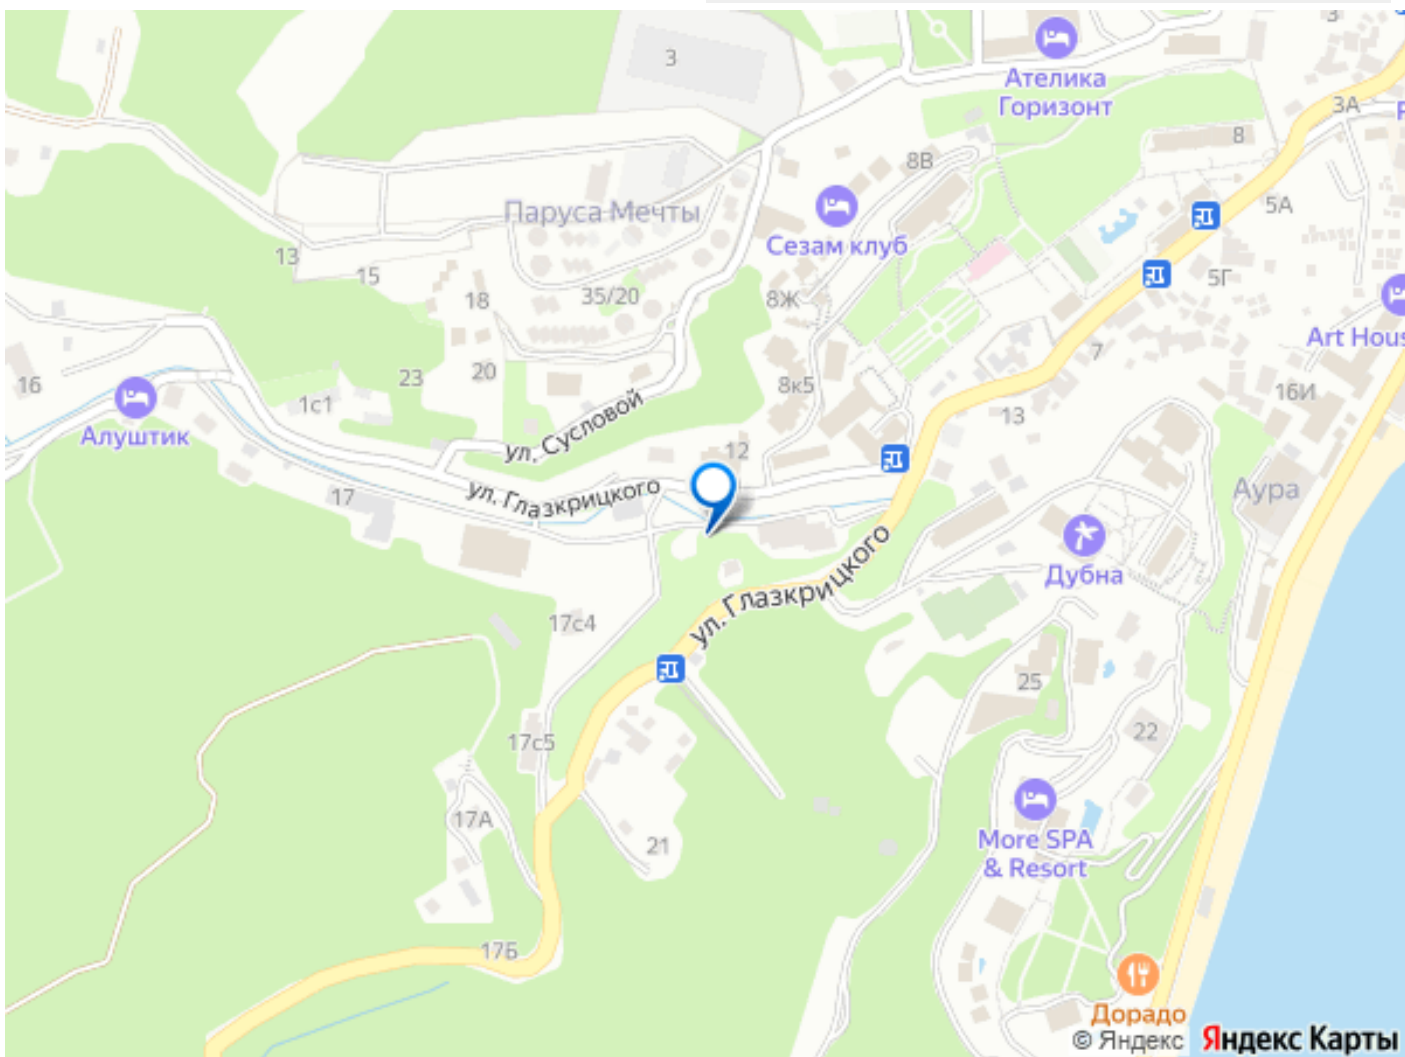 3
3
Ателика
Горизонт
3А
8
8В
Паруса Мечты
5А
Сезам клуб
13
15
5Г
18
35/20
8Ж
Art Hous
7
16
23
20
8к5
16И
1с1
13
Алуштик
ул. Сусловой
12
17
ул. Глазкрицкого
Аура
ул. Глазкрицкого
Дубна
17с4
25
17с5
22
17А
21
More SPA
& Resort
17Б
Дорадо
© Яндекс Яндекс Карты